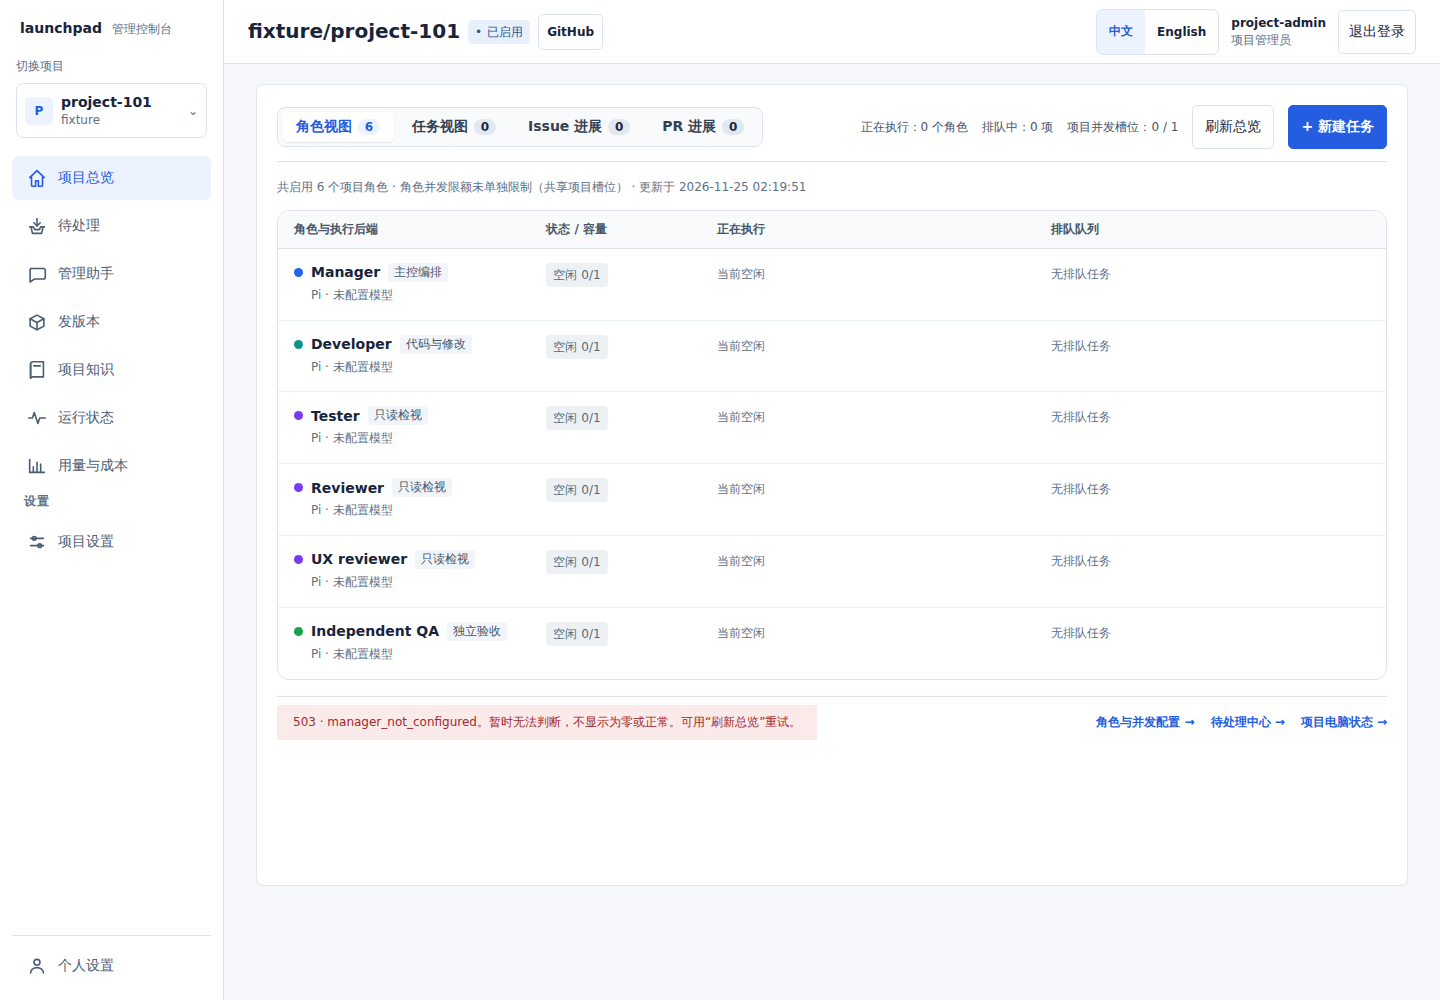 launchpad 管理控制台
切换项目
P project-101
fixture
项目总览
待处理
管理助手
发版本
项目知识
运行状态
用量与成本
设置
项目设置
个人设置
fixture/project-101 • 已启用 GitHub
中文 English
project-admin
项目管理员
退出登录
角色视图 6 任务视图 0 Issue 进展 0 PR 进展 0
正在执行：0 个角色 排队中：0 项 项目并发槽位：0 / 1 刷新总览 + 新建任务
共启用 6 个项目角色 · 角色并发限额未单独限制（共享项目槽位） · 更新于 2026-11-25 02:19:51
角色与执行后端 状态 / 容量 正在执行 排队队列
Manager 主控编排 空闲 0/1 当前空闲 无排队任务
Pi · 未配置模型
Developer 代码与修改 空闲 0/1 当前空闲 无排队任务
Pi · 未配置模型
Tester 只读检视 空闲 0/1 当前空闲 无排队任务
Pi · 未配置模型
Reviewer 只读检视 空闲 0/1 当前空闲 无排队任务
Pi · 未配置模型
UX reviewer 只读检视 空闲 0/1 当前空闲 无排队任务
Pi · 未配置模型
Independent QA 独立验收 空闲 0/1 当前空闲 无排队任务
Pi · 未配置模型
503 · manager_not_configured。暂时无法判断，不显示为零或正常。可用“刷新总览”重试。
角色与并发配置 → 待处理中心 → 项目电脑状态 →